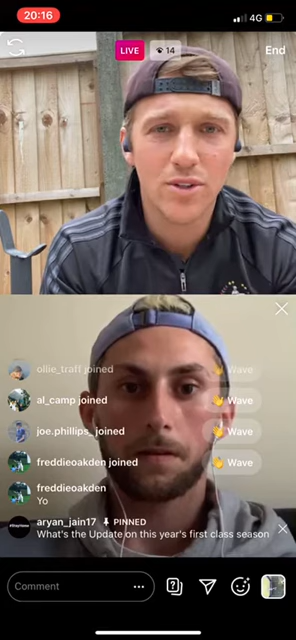 20:16
4G
LIVE
14
End
ollie_traff joined
Wave
al_camp joined
Wave
joe.phillips_ joined
Wave
freddieoakden joined
Wave
freddieoakden
Yo
aryan_jain17 PINNED
What's the Update on this year's first class season
Comment